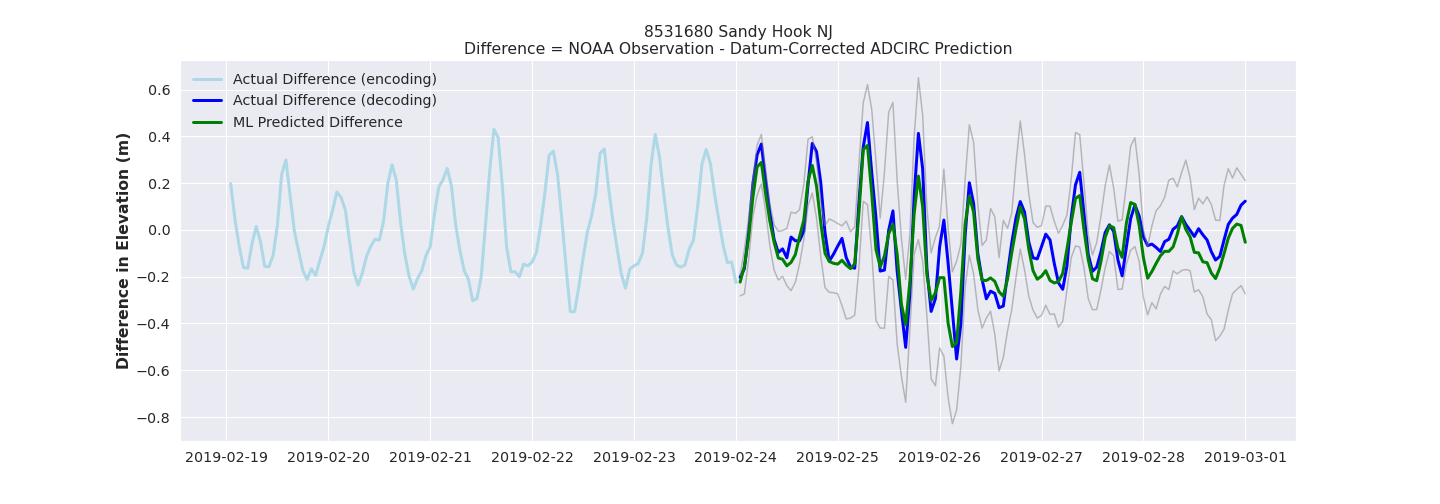 8531680 Sandy Hook NJ
Difference = NOAA Observation - Datum-Corrected ADCIRC Prediction
Actual Difference (encoding)
Actual Difference (decoding)
ML Predicted Difference
Difference in Elevation (m)
0.6
0.4
0.2
0.0
−0.2
−0.4
−0.6
−0.8
2019-02-19 2019-02-20 2019-02-21 2019-02-22 2019-02-23 2019-02-24 2019-02-25 2019-02-26 2019-02-27 2019-02-28 2019-03-01